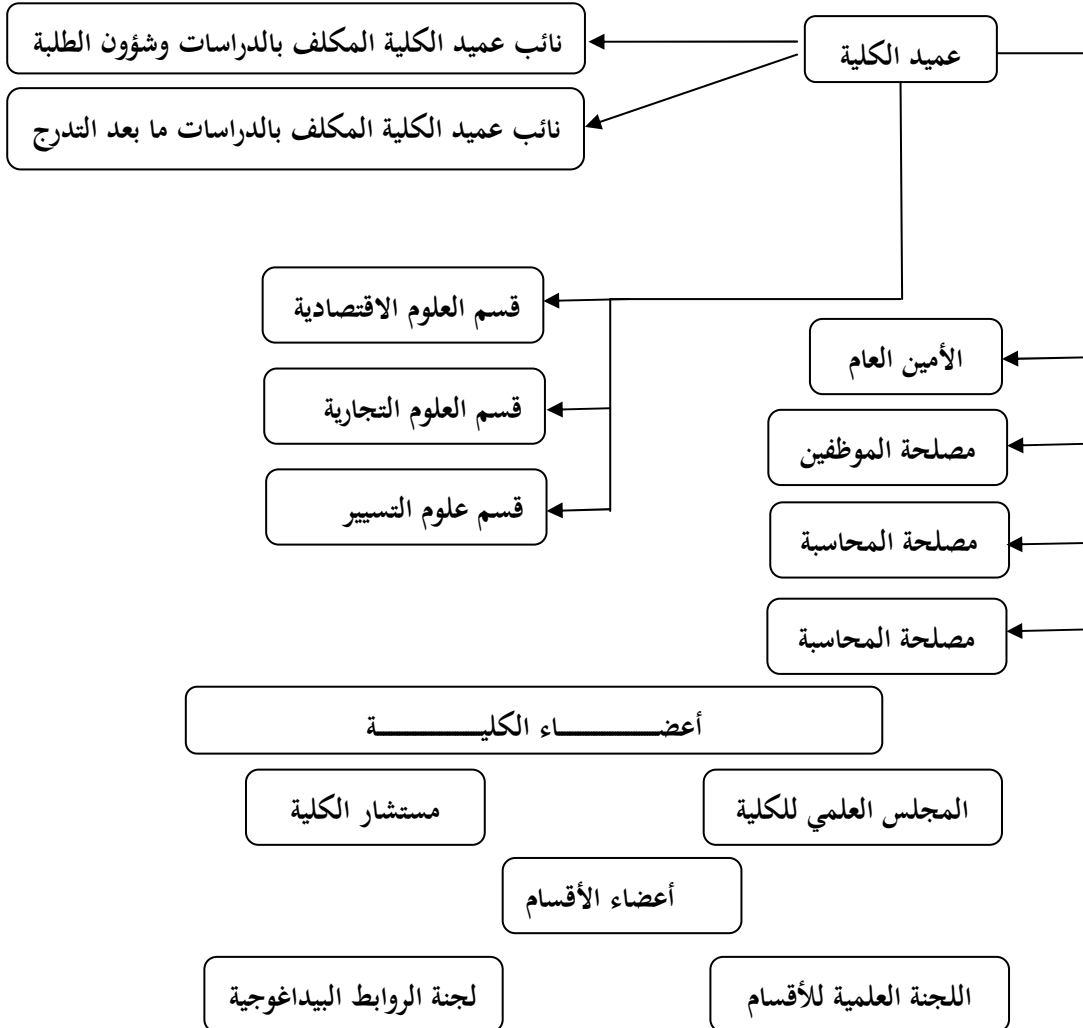 عميد الكلية
نائب عميد الكلية المكلف بالدراسات وشؤون الطلبة
نائب عميد الكلية المكلف بالدراسات ما بعد التدرج
قسم العلوم الاقتصادية
قسم العلوم التجارية
قسم علوم التسيير
الأمين العام
مصلحة الموظفين
مصلحة المحاسبة
مصلحة المحاسبة
أعضـــــــــــــاء الكليـــــــــــــة
المجلس العلمي للكلية
مستشار الكلية
أعضاء الأقسام
اللجنة العلمية للأقسام
لجنة الروابط البيداغوجية